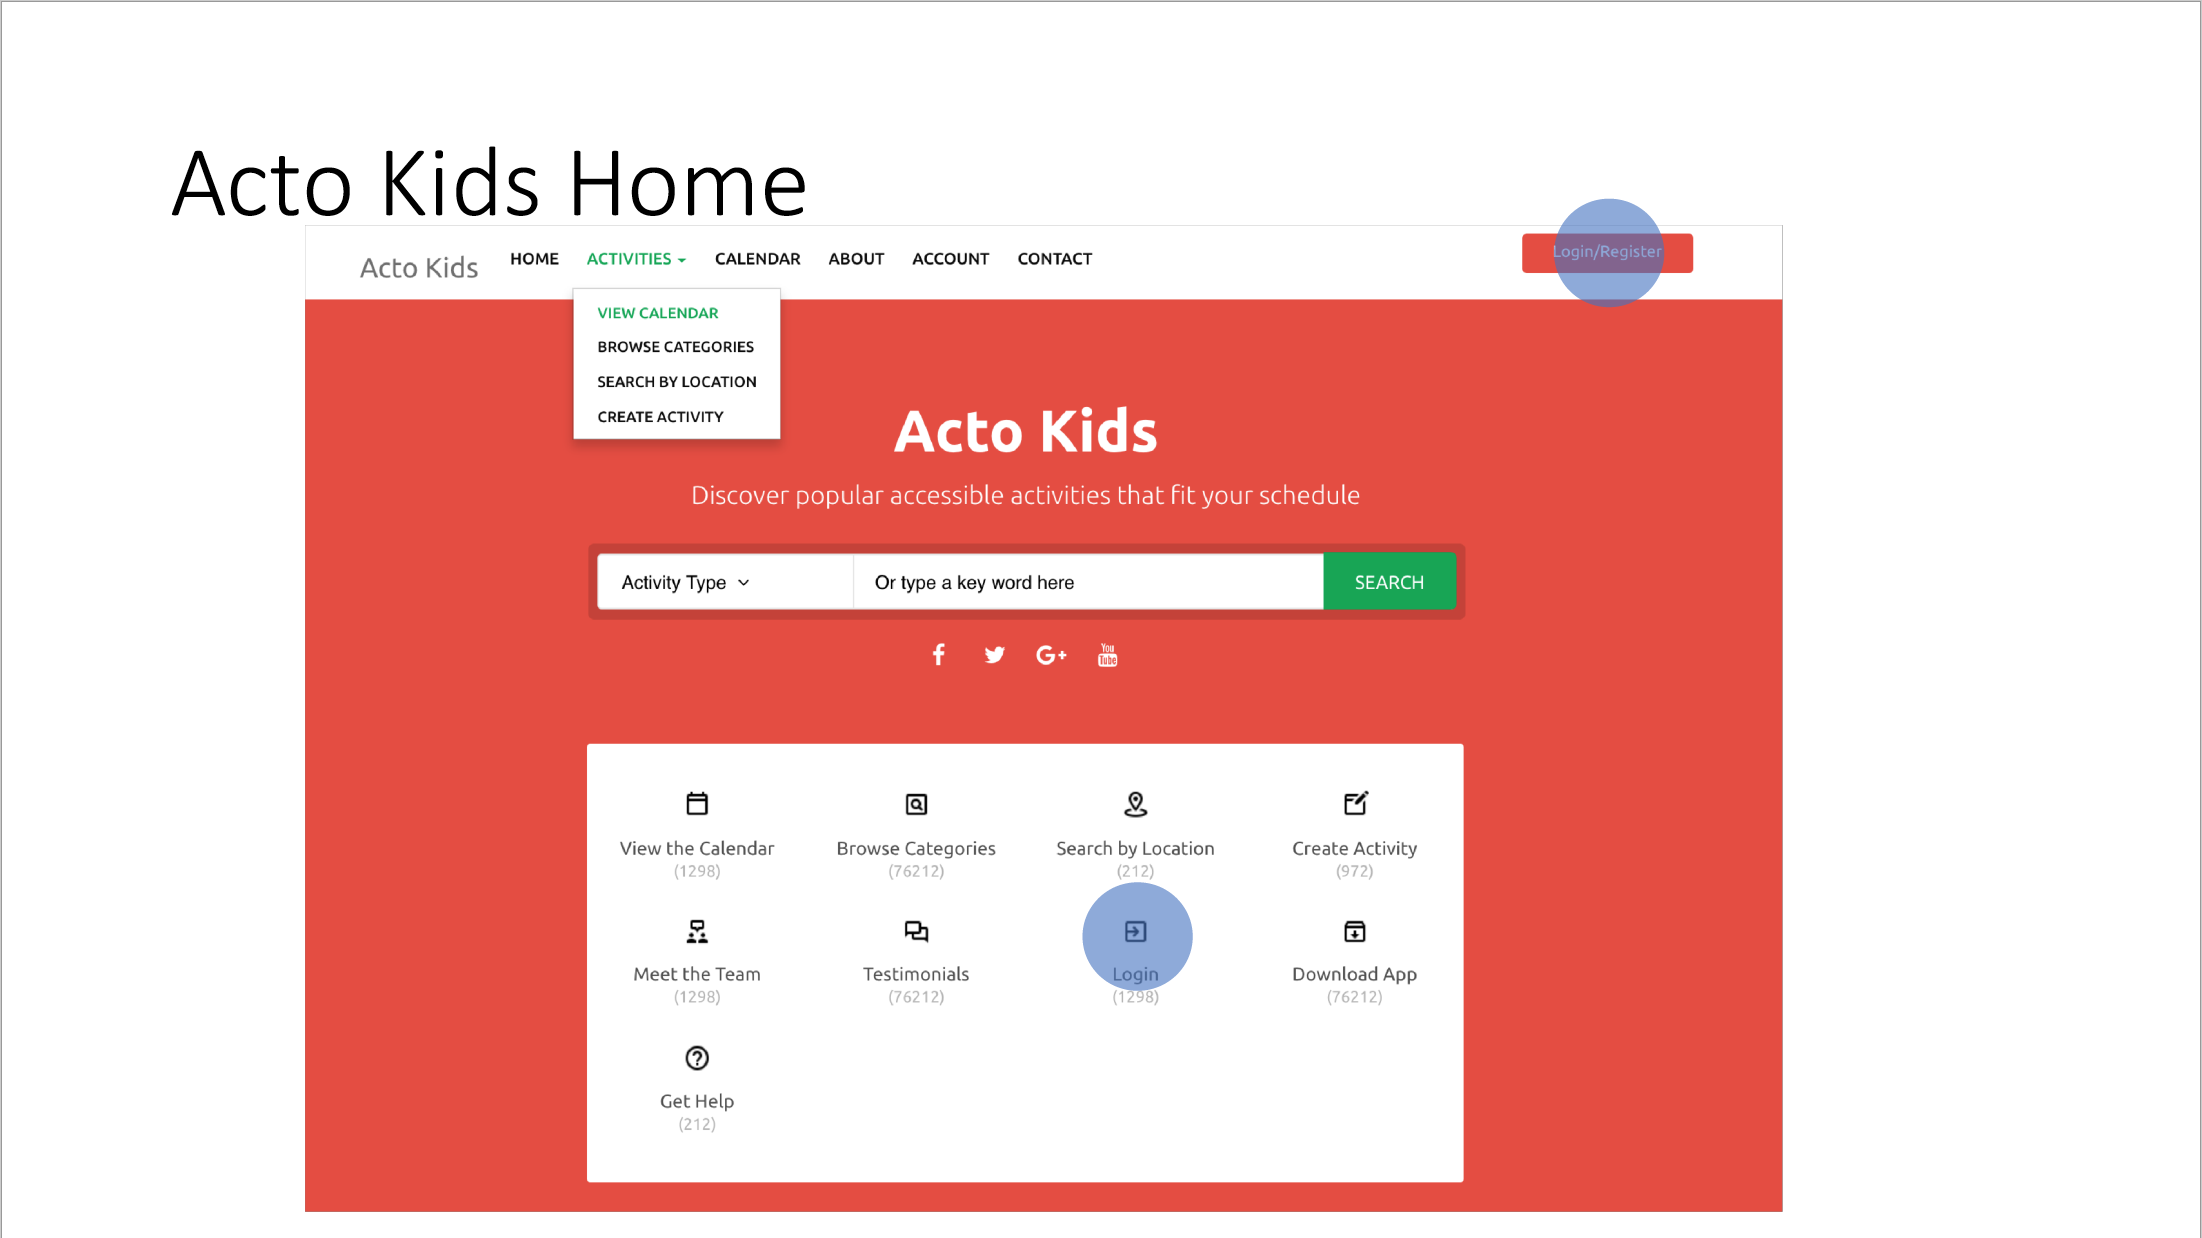 Acto Kids Home
Acto Kids HOME ACTIVITIES CALENDAR ABOUT ACCOUNT CONTACT Login/Register
VIEW CALENDAR
BROWSE CATEGORIES
SEARCH BY LOCATION
CREATE ACTIVITY
Acto Kids
Discover popular accessible activities that fit your schedule
Activity Type Or type a key word here SEARCH
You
Tube
View the Calendar Browse Categories Search by Location Create Activity
(1298) (76212) (212) (972)
Meet the Team Testimonials Login Download App
(1298) (76212) (1298) (76212)
Get Help
(212)